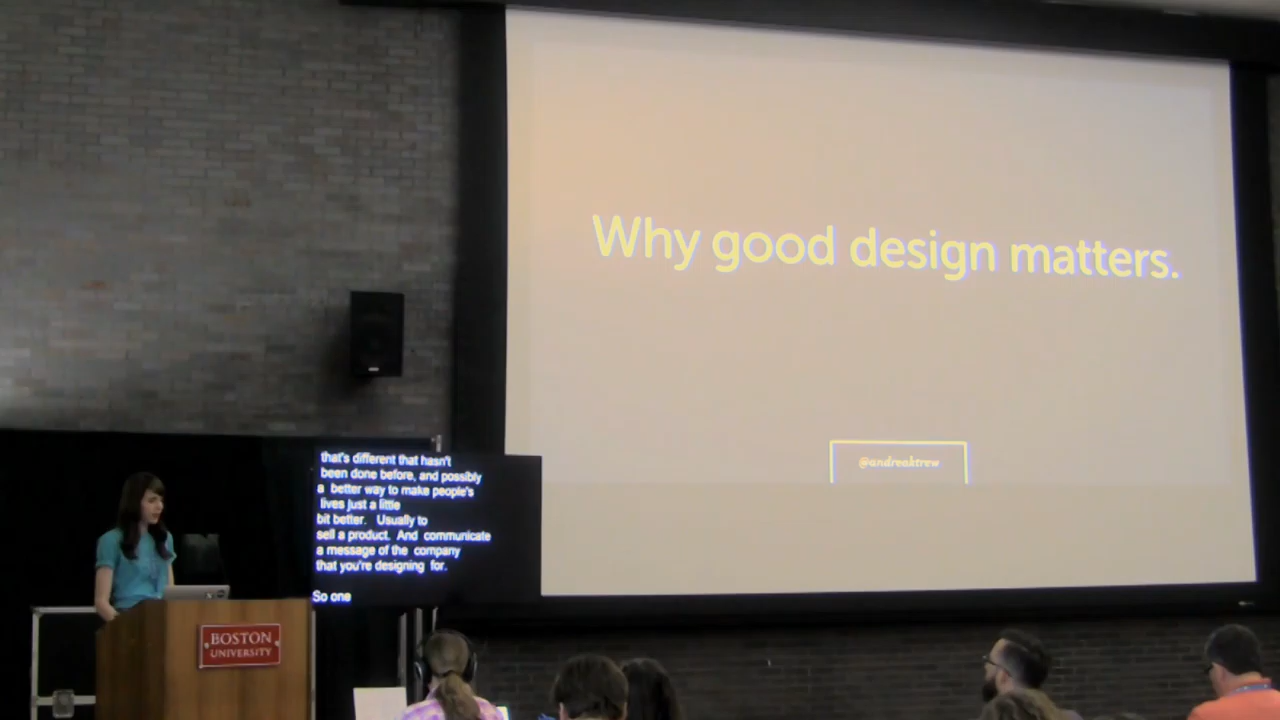 Why good design matters.
@andreaktrew
that's different that hasn't
been done before, and possibly
a better way to make people's
lives just a little
bit better. Usually to
sell a product. And communicate
a message of the company
that you're designing for.
So one
BOSTON
UNIVERSITY